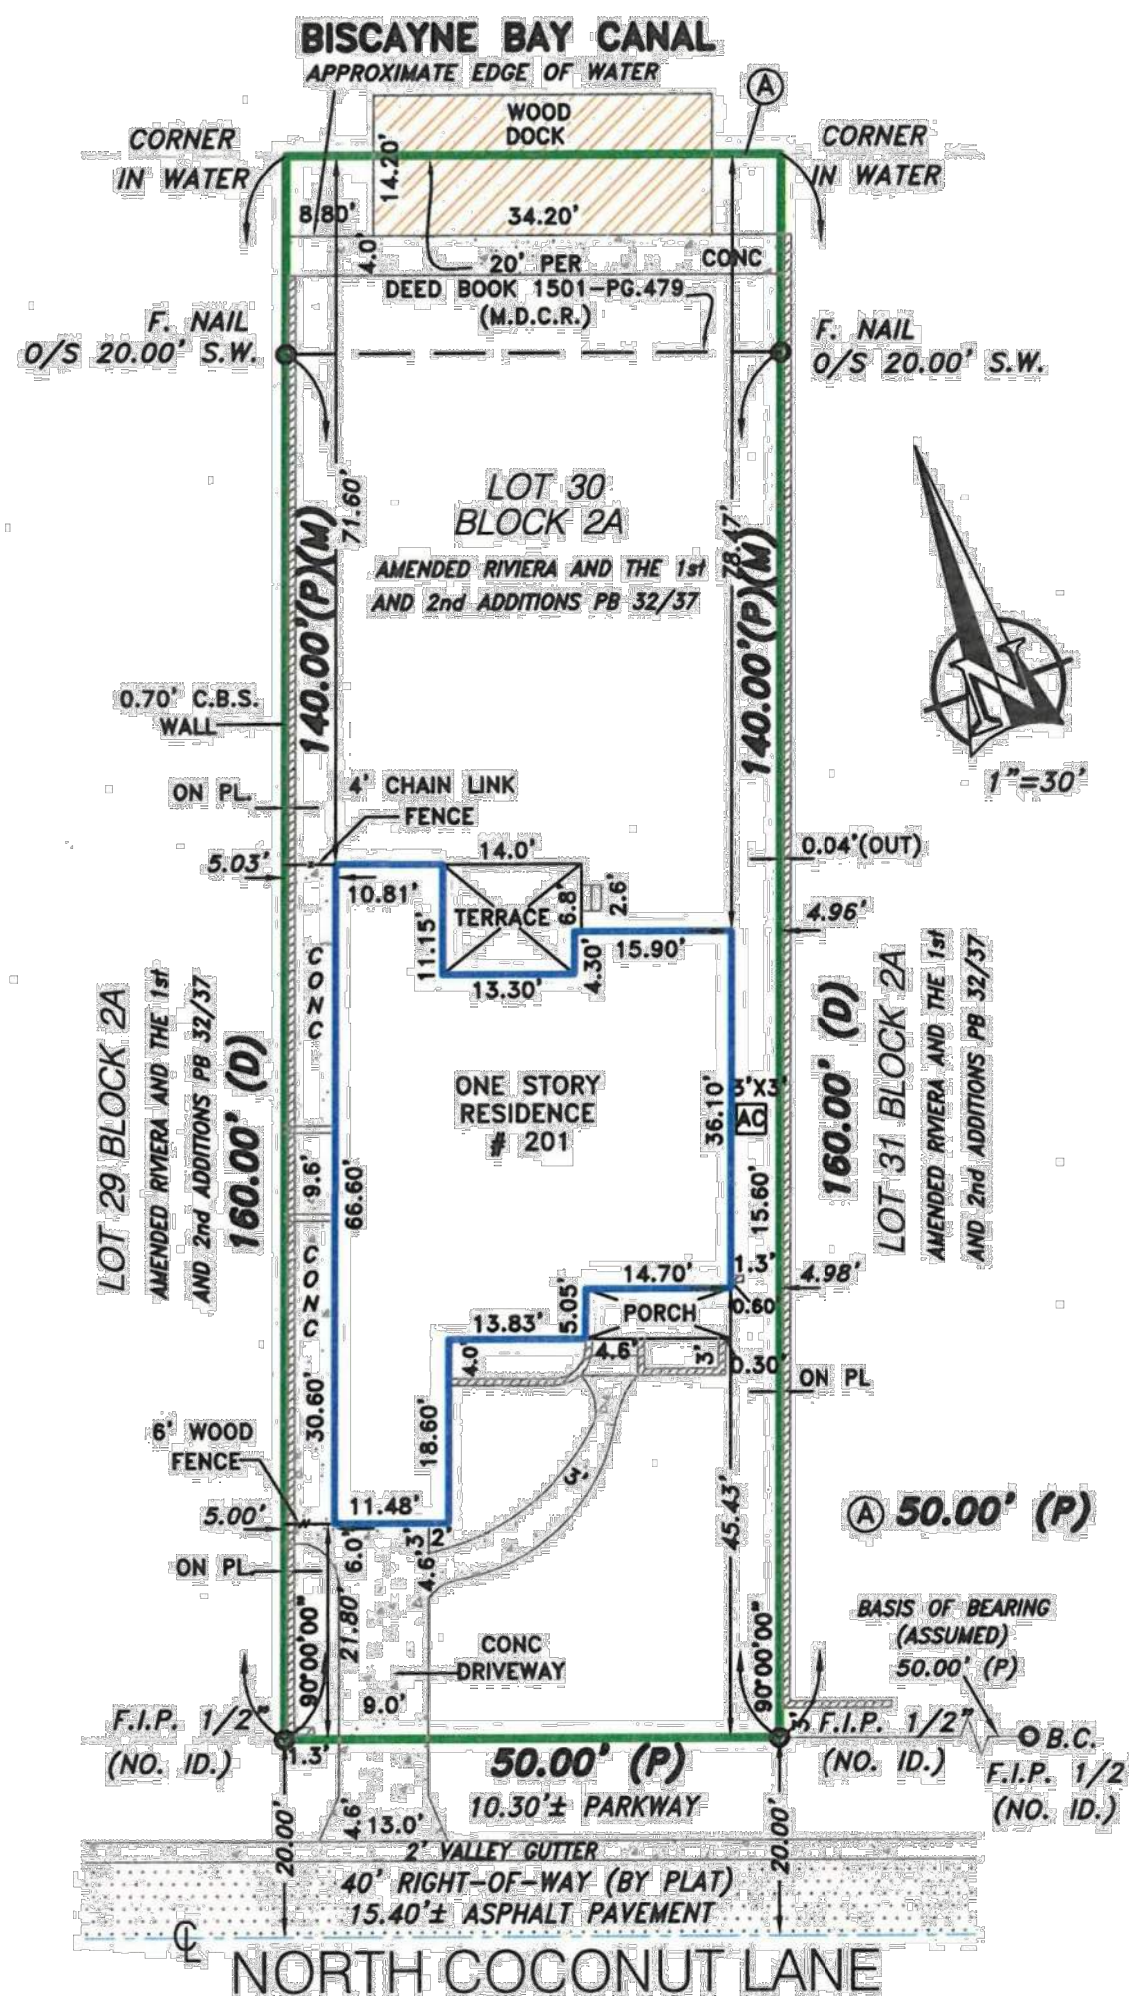 BISCAYNE BAY CANAL
APPROXIMATE EDGE OF WATER
A
WOOD
DOCK
CORNER
IN WATER
CORNER
IN WATER
14.20'
8.80'
34.20'
4.0'
CONC
20' PER
DEED BOOK 1501-PG.479
(M.D.C.R.)
F. NAIL
O/S 20.00' S.W.
F. NAIL
O/S 20.00' S.W.
71.60'
78.47'
LOT 30
BLOCK 2A
AMENDED RIVIERA AND THE 1st
AND 2nd ADDITIONS PB 32/37
140.00'(P)(M)
140.00'(P)(M)
N
1"=30'
0.70' C.B.S.
WALL
ON PL.
4' CHAIN LINK
FENCE
0.04'(OUT)
5.03'
14.0'
10.81'
TERRACE
6.8'
2.6'
4.96'
11.15'
13.30'
4.30'
15.90'
CONC
LOT 29 BLOCK 2A
AMENDED RIVIERA AND THE 1st
AND 2nd ADDITIONS PB 32/37
160.00' (D)
ONE STORY
RESIDENCE
# 201
36.10'
3'X3'
AC
160.00' (D)
LOT 31 BLOCK 2A
AMENDED RIVIERA AND THE 1st
AND 2nd ADDITIONS PB 32/37
9.6'
66.60'
15.60'
CONC
14.70'
1.3'
4.98'
13.83'
5.05'
PORCH
0.60'
4.0'
4.6'
3'
0.30'
ON PL
30.60'
18.60'
6' WOOD
FENCE
3'
45.43'
11.48'
5.00'
6.0'
3'
2'
4.6'
ON PL
A 50.00' (P)
21.80'
90°00'00"
90°00'00"
CONC
DRIVEWAY
9.0'
BASIS OF BEARING
(ASSUMED)
50.00' (P)
F.I.P. 1/2"
(NO. ID.)
1.3'
50.00' (P)
3'
F.I.P. 1/2"
(NO. ID.)
B.C.
F.I.P. 1/2
(NO. ID.)
10.30'± PARKWAY
20.00'
4.6'
13.0'
20.00'
2' VALLEY GUTTER
40' RIGHT-OF-WAY (BY PLAT)
15.40'± ASPHALT PAVEMENT
CL
NORTH COCONUT LANE